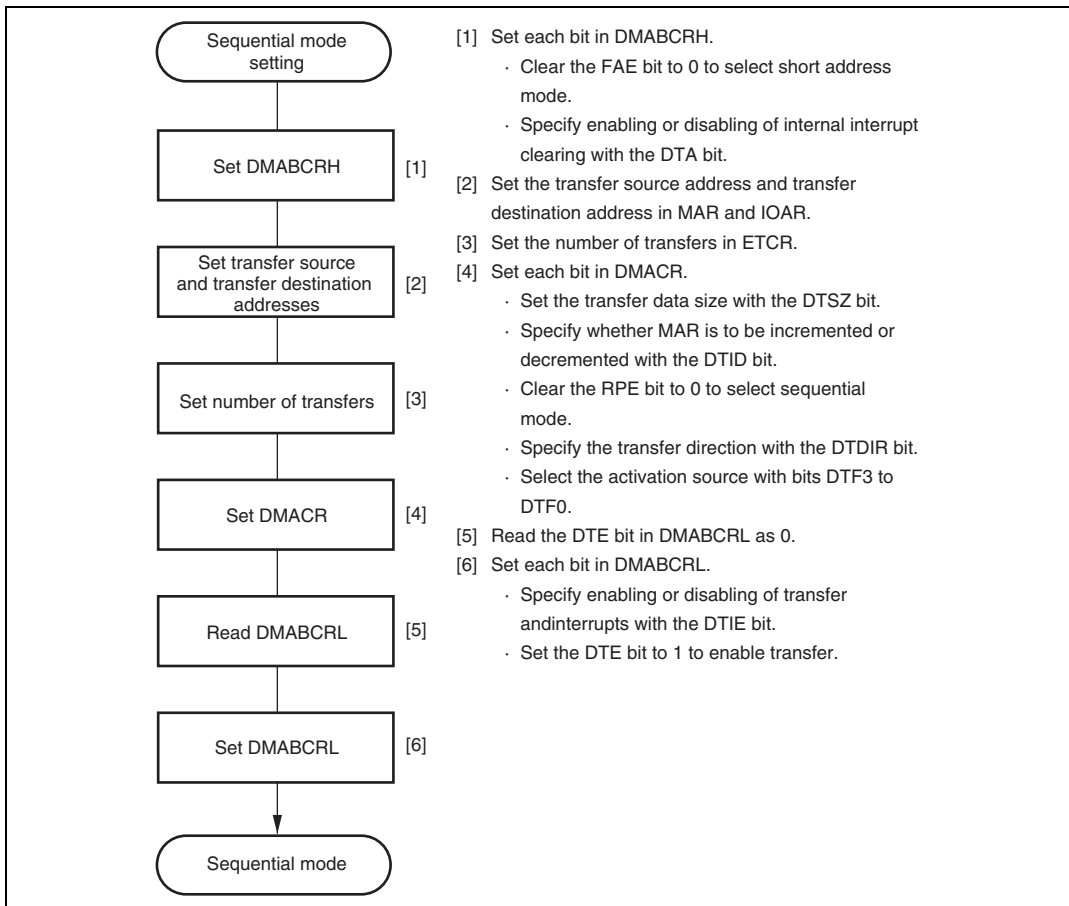 Sequential mode
setting
Set DMABCRH
[1]
Set transfer source
and transfer destination
addresses
[2]
Set number of transfers
[3]
Set DMACR
[4]
Read DMABCRL
[5]
Set DMABCRL
[6]
Sequential mode
[1] Set each bit in DMABCRH.
· Clear the FAE bit to 0 to select short address
mode.
· Specify enabling or disabling of internal interrupt
clearing with the DTA bit.
[2] Set the transfer source address and transfer
destination address in MAR and IOAR.
[3] Set the number of transfers in ETCR.
[4] Set each bit in DMACR.
· Set the transfer data size with the DTSZ bit.
· Specify whether MAR is to be incremented or
decremented with the DTID bit.
· Clear the RPE bit to 0 to select sequential
mode.
· Specify the transfer direction with the DTDIR bit.
· Select the activation source with bits DTF3 to
DTF0.
[5] Read the DTE bit in DMABCRL as 0.
[6] Set each bit in DMABCRL.
· Specify enabling or disabling of transfer
andinterrupts with the DTIE bit.
· Set the DTE bit to 1 to enable transfer.